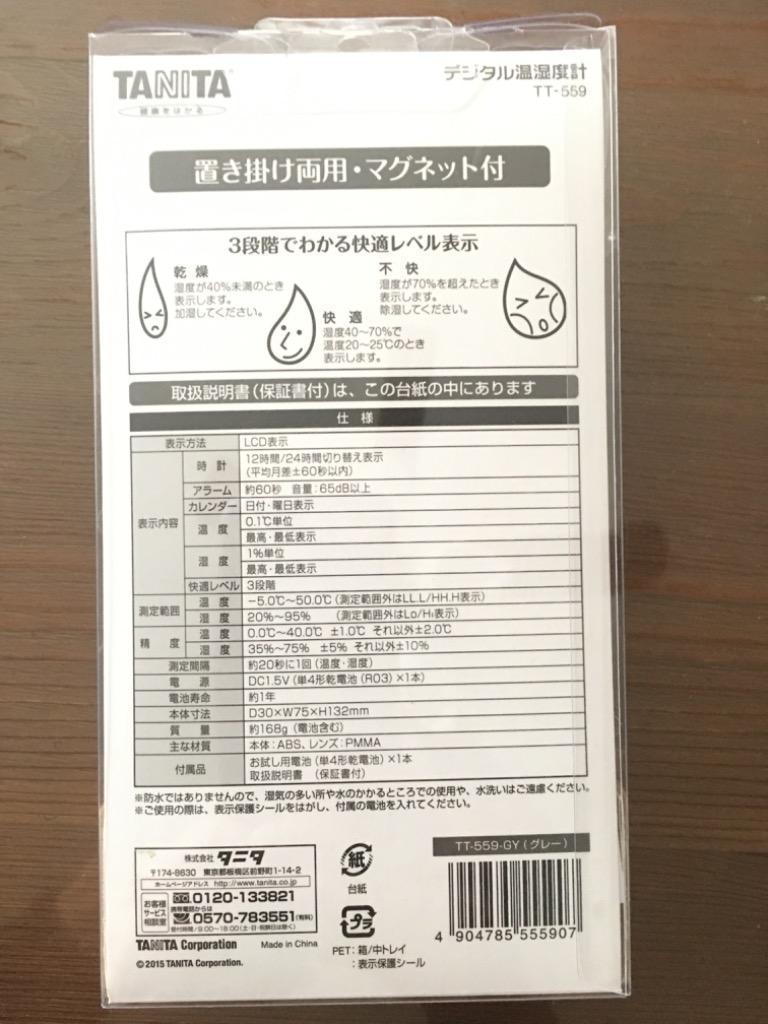 TANITA
健康をはかる
デジタル温湿度計
TT-559
置き掛け両用・マグネット付
3段階でわかる快適レベル表示
乾 燥
湿度が40%未満のとき
表示します。
加湿してください。
快 適
湿度40～70%で
温度20～25℃のとき
表示します。
不 快
湿度が70%を超えたとき
表示します。
除湿してください。
取扱説明書（保証書付）は、この台紙の中にあります
仕 様
表示方法 LCD表示
表示内容
時 計 12時間/24時間切り替え表示
（平均月差±60秒以内）
アラーム 約60秒 音量：65dB以上
カレンダー 日付・曜日表示
温 度 0.1℃単位
最高・最低表示
湿 度 1%単位
最高・最低表示
快適レベル 3段階
測定範囲 温 度 −5.0℃～50.0℃（測定範囲外はLL.L/HH.H表示）
湿 度 20%～95% （測定範囲外はLo/Hi表示）
精 度 温 度 0.0℃～40.0℃ ±1.0℃ それ以外±2.0℃
湿 度 35%～75% ±5% それ以外±10%
測定間隔 約20秒に1回（温度・湿度）
電 源 DC1.5V（単4形乾電池（R03）×1本）
電池寿命 約1年
本体寸法 D30×W75×H132mm
質 量 約168g（電池含む）
主な材質 本体：ABS、レンズ：PMMA
付属品 お試し用電池（単4形乾電池）×1本
取扱説明書 （保証書付）
※防水ではありませんので、湿気の多い所や水のかかるところでの使用や、水洗いはご遠慮ください。
※ご使用の際は、表示保護シールをはがし、付属の電池を入れてください。
株式会社 タニタ
〒174-8630 東京都板橋区前野町1-14-2
ホームページアドレス http://www.tanita.co.jp
お客様
サービス
相談室
0120-133821
携帯電話からは
0570-783551（有料）
受付時間／9:00～18:00（土・日・祝祭日は除く）
TANITA Corporation
Made in China
©2015 TANITA Corporation.
紙
台紙
プラ
PET：箱/中トレイ
：表示保護シール
TT-559-GY（グレー）
4 904785 555907